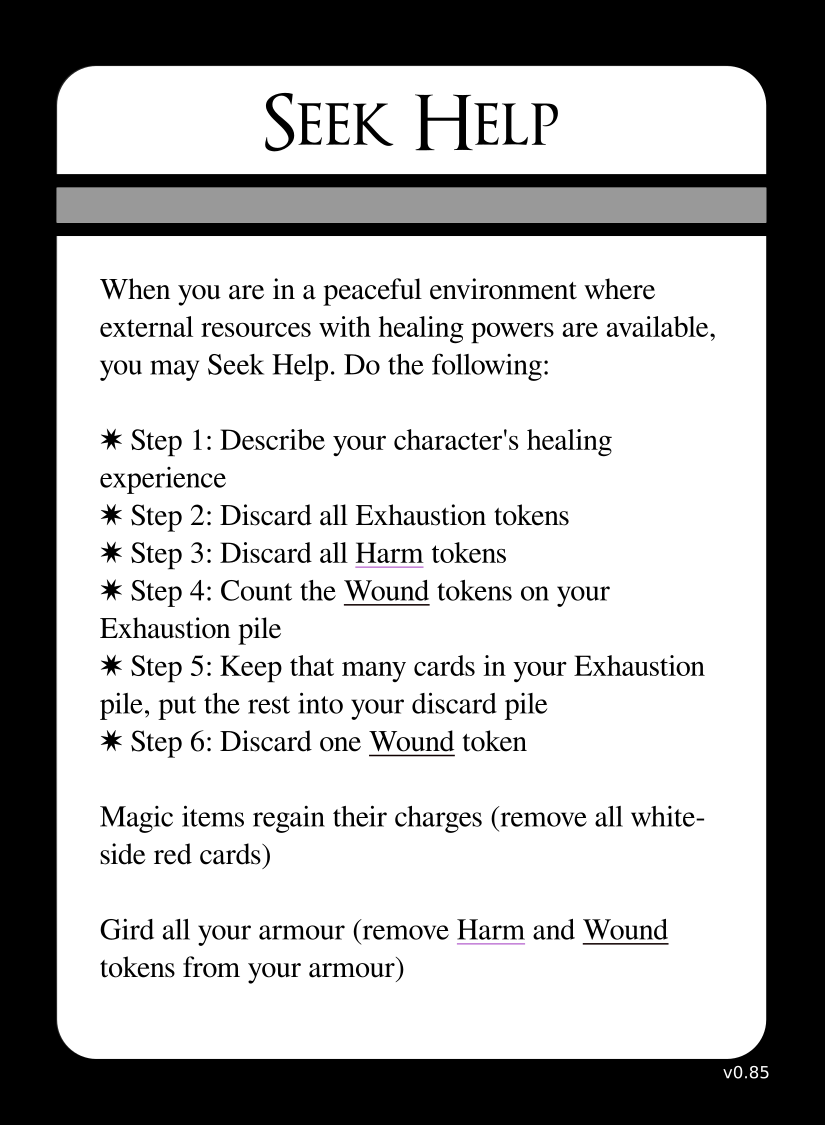 Seek Help
When you are in a peaceful environment where
external resources with healing powers are available,
you may Seek Help. Do the following:
✷ Step 1: Describe your character's healing
experience
✷ Step 2: Discard all Exhaustion tokens
✷ Step 3: Discard all Harm tokens
✷ Step 4: Count the Wound tokens on your
Exhaustion pile
✷ Step 5: Keep that many cards in your Exhaustion
pile, put the rest into your discard pile
✷ Step 6: Discard one Wound token
Magic items regain their charges (remove all white-
side red cards)
Gird all your armour (remove Harm and Wound
tokens from your armour)
v0.85